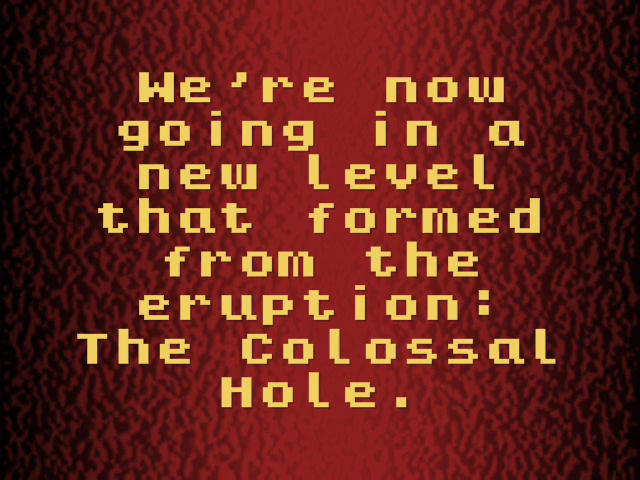 We're now
going in a
new level
that formed
from the
eruption:
The Colossal
Hole.